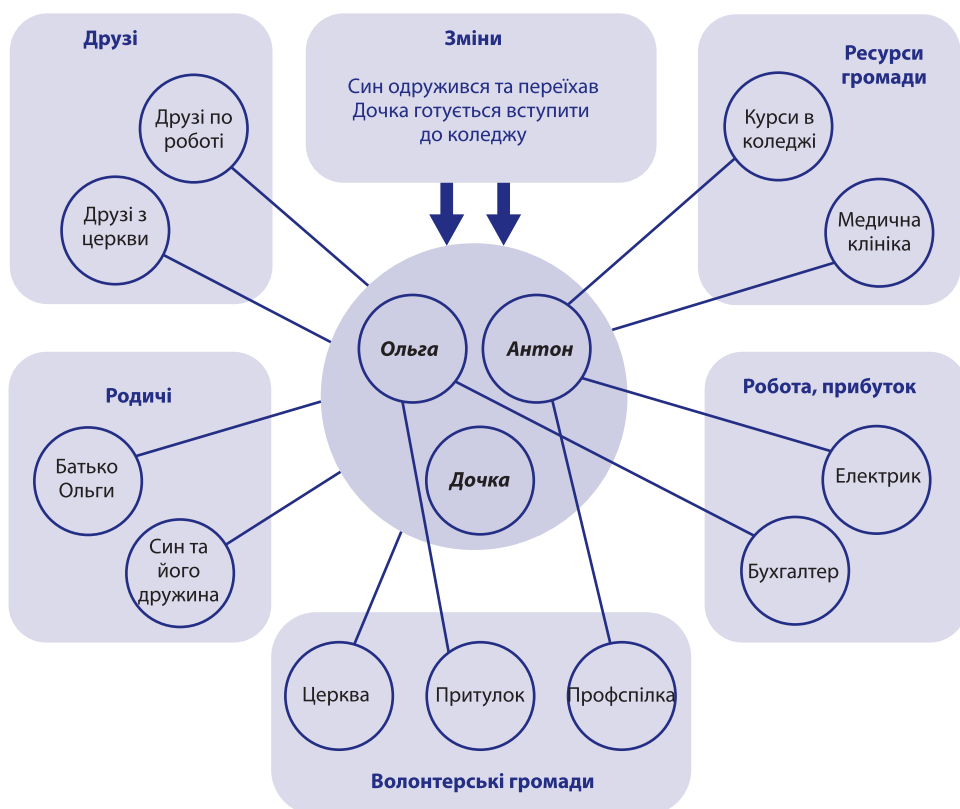 Друзі
Друзі по
роботі
Друзі з
церкви
Зміни
Син одружився та переїхав
Дочка готується вступити
до коледжу
Ресурси
громади
Курси в
коледжі
Медична
клініка
Ольга
Антон
Дочка
Родичі
Батько
Ольги
Син та
його
дружина
Робота, прибуток
Електрик
Бухгалтер
Церква
Притулок
Профспілка
Волонтерські громади